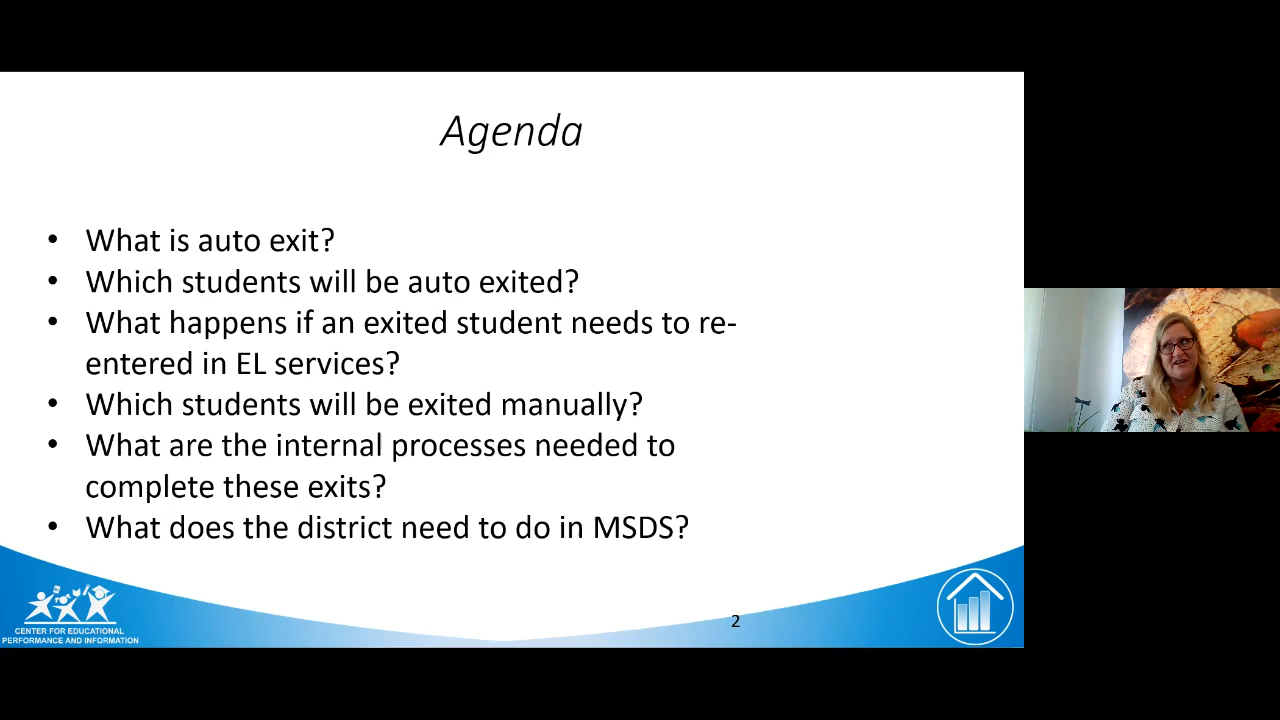 Agenda
• What is auto exit?
• Which students will be auto exited?
• What happens if an exited student needs to re-
entered in EL services?
• Which students will be exited manually?
• What are the internal processes needed to
complete these exits?
• What does the district need to do in MSDS?
CENTER FOR EDUCATIONAL
PERFORMANCE AND INFORMATION
2